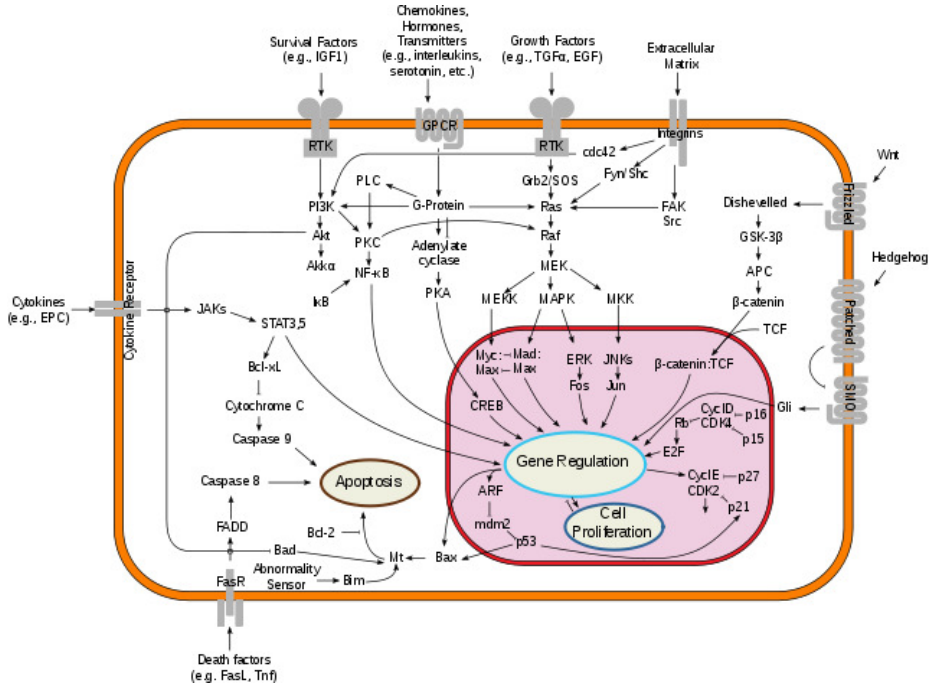 Chemokines,
Hormones,
Transmitters
(e.g., interleukins,
serotonin, etc.)
Survival Factors
(e.g., IGF1)
Growth Factors
(e.g., TGFα, EGF)
Extracellular
Matrix
GPCR
Integrins
RTK
RTK
cdc42
Wnt
Fyn/Shc
PLC
Grb2/SOS
Frizzled
PI3K
G-Protein
Ras
FAK
Src
Dishevelled
Akt
PKC
Adenylate
cyclase
Raf
GSK-3β
Hedgehog
Akkα
NF-κB
MEK
APC
Cytokine Receptor
IκB
PKA
MEKK
MAPK
MKK
β-catenin
Patched
Cytokines
(e.g., EPC)
JAKs
STAT3,5
TCF
Myc:
Max
Mad:
Max
ERK
JNKs
β-catenin:TCF
Bcl-xL
Fos
Jun
SMO
Cytochrome C
CREB
Gli
CyclD
CDK4
p16
Rb
p15
Caspase 9
E2F
Gene Regulation
CyclE
CDK2
p27
p21
Caspase 8
Apoptosis
ARF
FADD
Bcl-2
mdm2
Cell
Proliferation
p53
Bad
Mt
Bax
Abnormality
Sensor
Bim
FasR
Death factors
(e.g. FasL, Tnf)